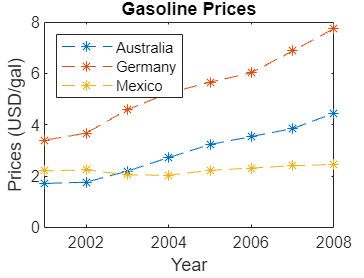 Gasoline Prices
Australia
Germany
Mexico
Prices (USD/gal)
8
6
4
2
0
2002
2004
2006
2008
Year